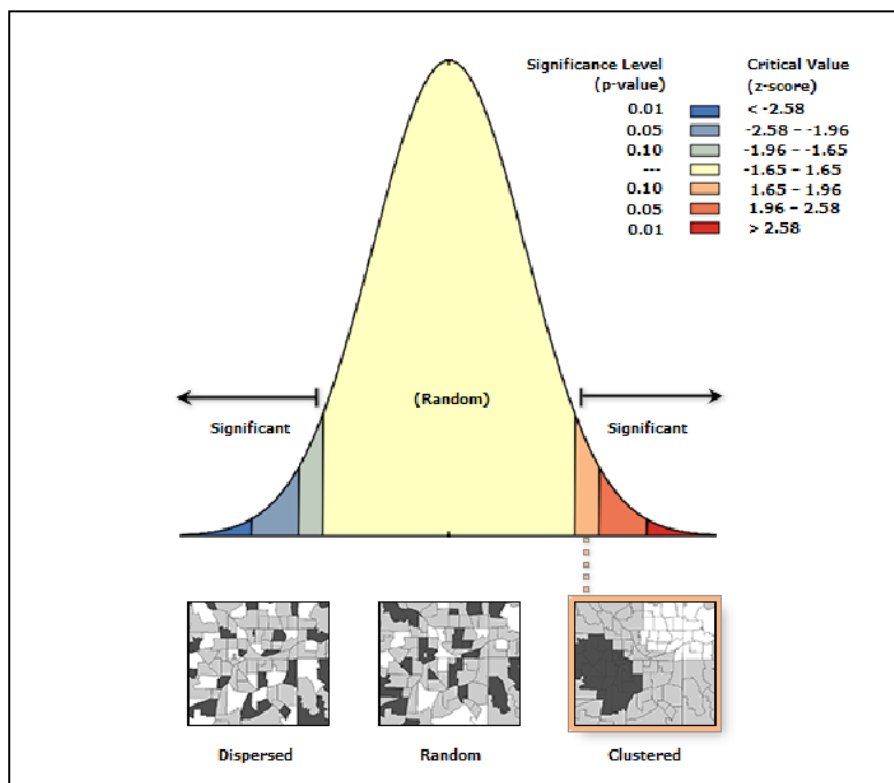 Significance Level Critical Value
(p-value) (z-score)
0.01 < -2.58
0.05 -2.58 – -1.96
0.10 -1.96 – -1.65
--- -1.65 – 1.65
0.10 1.65 – 1.96
0.05 1.96 – 2.58
0.01 > 2.58
(Random)
Significant Significant
Dispersed Random Clustered